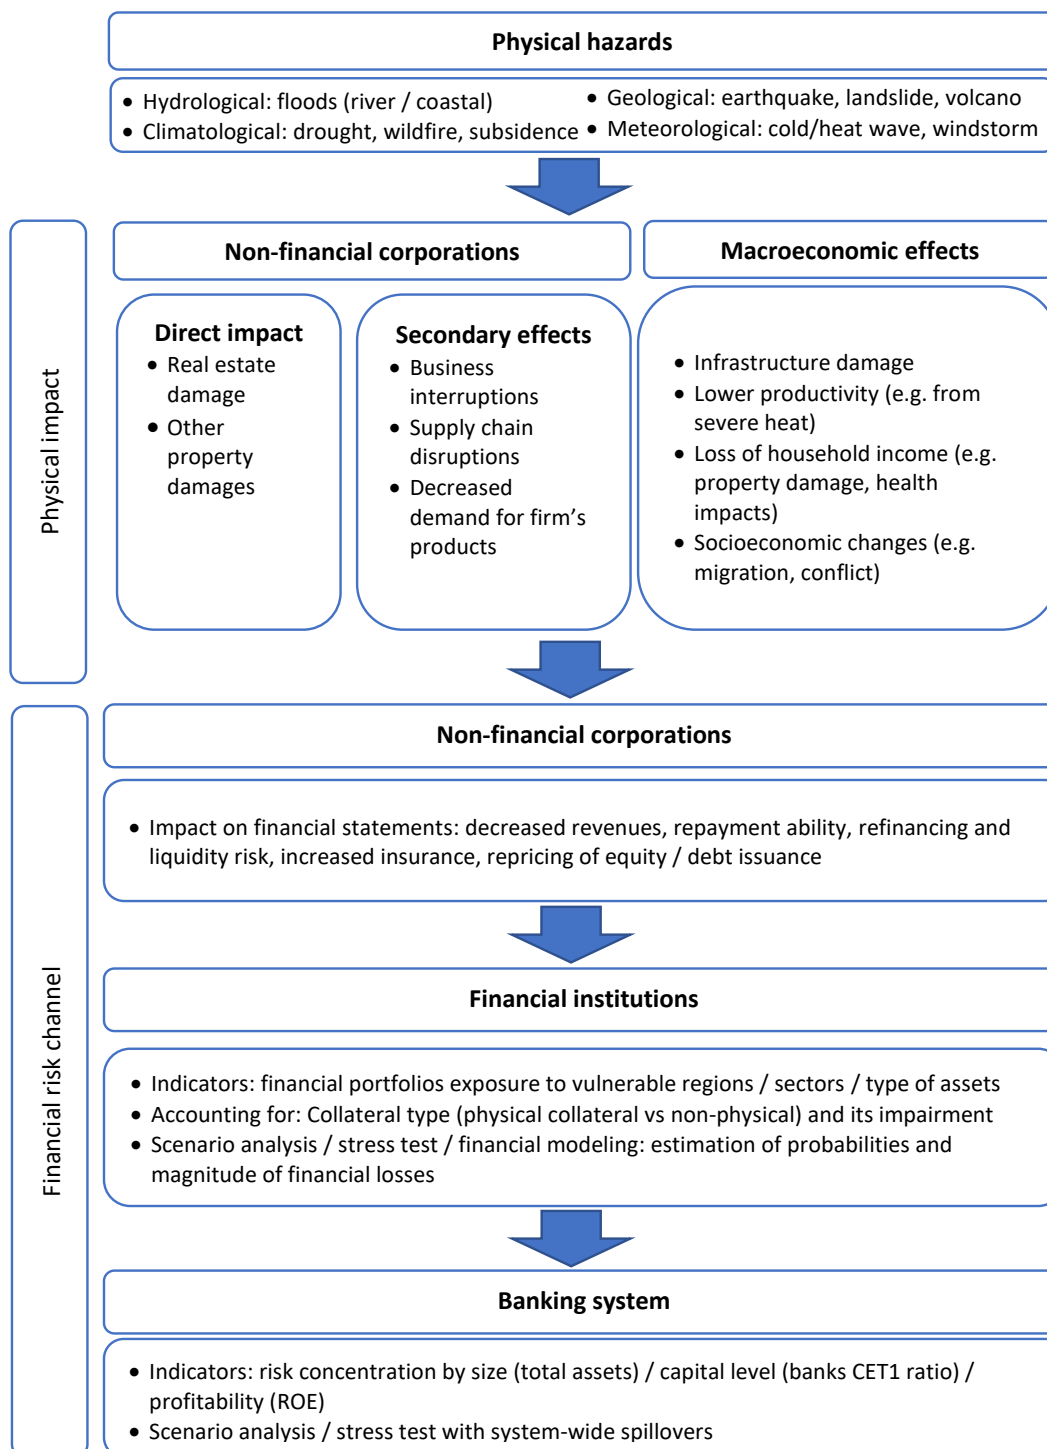 Physical hazards
• Hydrological: floods (river / coastal)
• Climatological: drought, wildfire, subsidence
• Geological: earthquake, landslide, volcano
• Meteorological: cold/heat wave, windstorm
Physical impact
Non-financial corporations
Direct impact
• Real estate
damage
• Other
property
damages
Secondary effects
• Business
interruptions
• Supply chain
disruptions
• Decreased
demand for firm’s
products
Macroeconomic effects
• Infrastructure damage
• Lower productivity (e.g. from
severe heat)
• Loss of household income (e.g.
property damage, health
impacts)
• Socioeconomic changes (e.g.
migration, conflict)
Financial risk channel
Non-financial corporations
• Impact on financial statements: decreased revenues, repayment ability, refinancing and
liquidity risk, increased insurance, repricing of equity / debt issuance
Financial institutions
• Indicators: financial portfolios exposure to vulnerable regions / sectors / type of assets
• Accounting for: Collateral type (physical collateral vs non-physical) and its impairment
• Scenario analysis / stress test / financial modeling: estimation of probabilities and
magnitude of financial losses
Banking system
• Indicators: risk concentration by size (total assets) / capital level (banks CET1 ratio) /
profitability (ROE)
• Scenario analysis / stress test with system-wide spillovers